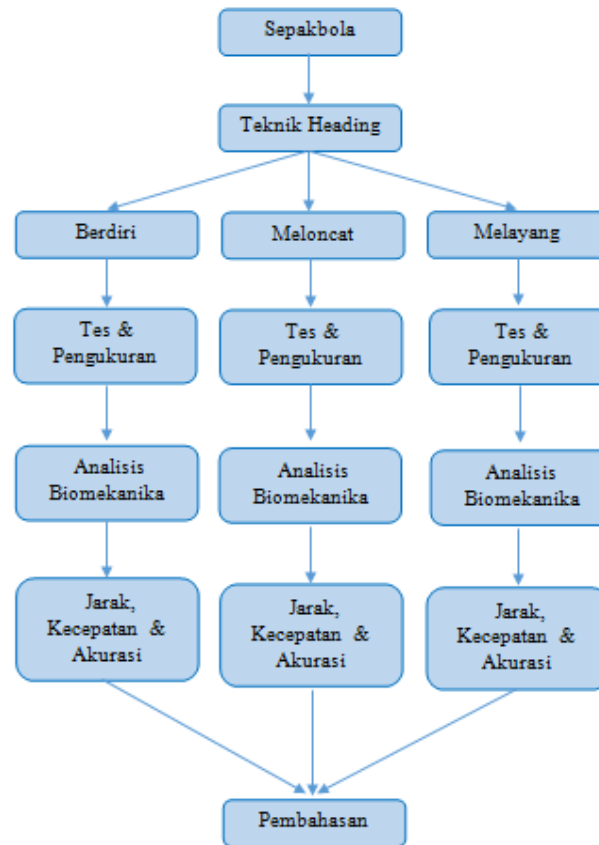 Sepakbola
Teknik Heading
Berdiri
Meloncat
Melayang
Tes &
Pengukuran
Tes &
Pengukuran
Tes &
Pengukuran
Analisis
Biomekanika
Analisis
Biomekanika
Analisis
Biomekanika
Jarak,
Kecepatan &
Akurasi
Jarak,
Kecepatan &
Akurasi
Jarak,
Kecepatan &
Akurasi
Pembahasan